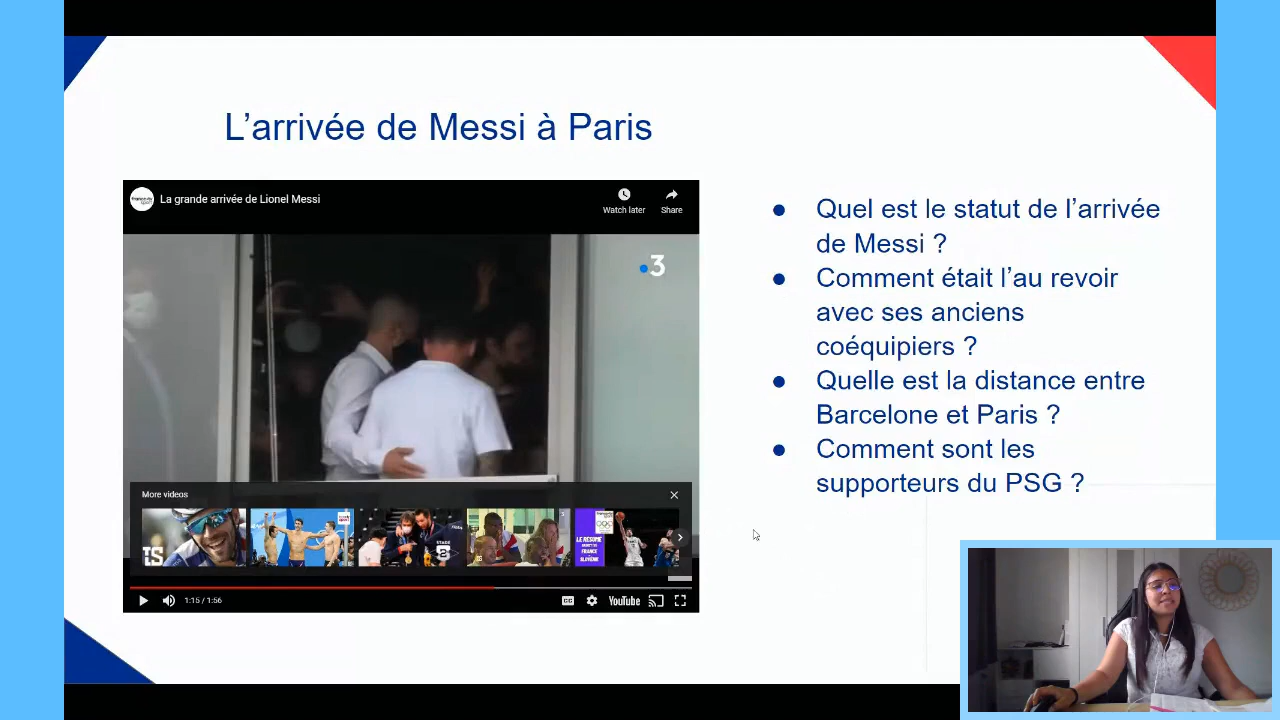 L’arrivée de Messi à Paris
La grande arrivée de Lionel Messi
Watch later
Share
3
More videos
1:15 / 1:56
CC
YouTube
Quel est le statut de l’arrivée
de Messi ?
Comment était l’au revoir
avec ses anciens
coéquipiers ?
Quelle est la distance entre
Barcelone et Paris ?
Comment sont les
supporteurs du PSG ?